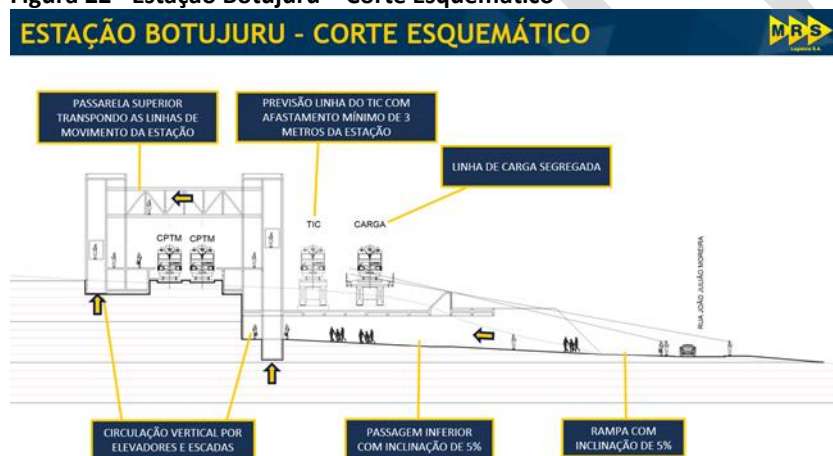 Figura 22 - Estação Botujuru - Corte Esquemático
ESTAÇÃO BOTUJURU - CORTE ESQUEMÁTICO
MRS
Logística S.A.
PASSARELA SUPERIOR
TRANSPONDO AS LINHAS DE
MOVIMENTO DA ESTAÇÃO
PREVISÃO LINHA DO TIC COM
AFASTAMENTO MÍNIMO DE 3
METROS DA ESTAÇÃO
LINHA DE CARGA SEGREGADA
TIC
CARGA
CPTM
CPTM
RUA JOÃO JULIÃO MOREIRA
CIRCULAÇÃO VERTICAL POR
ELEVADORES E ESCADAS
PASSAGEM INFERIOR
COM INCLINAÇÃO DE 5%
RAMPA COM
INCLINAÇÃO DE 5%